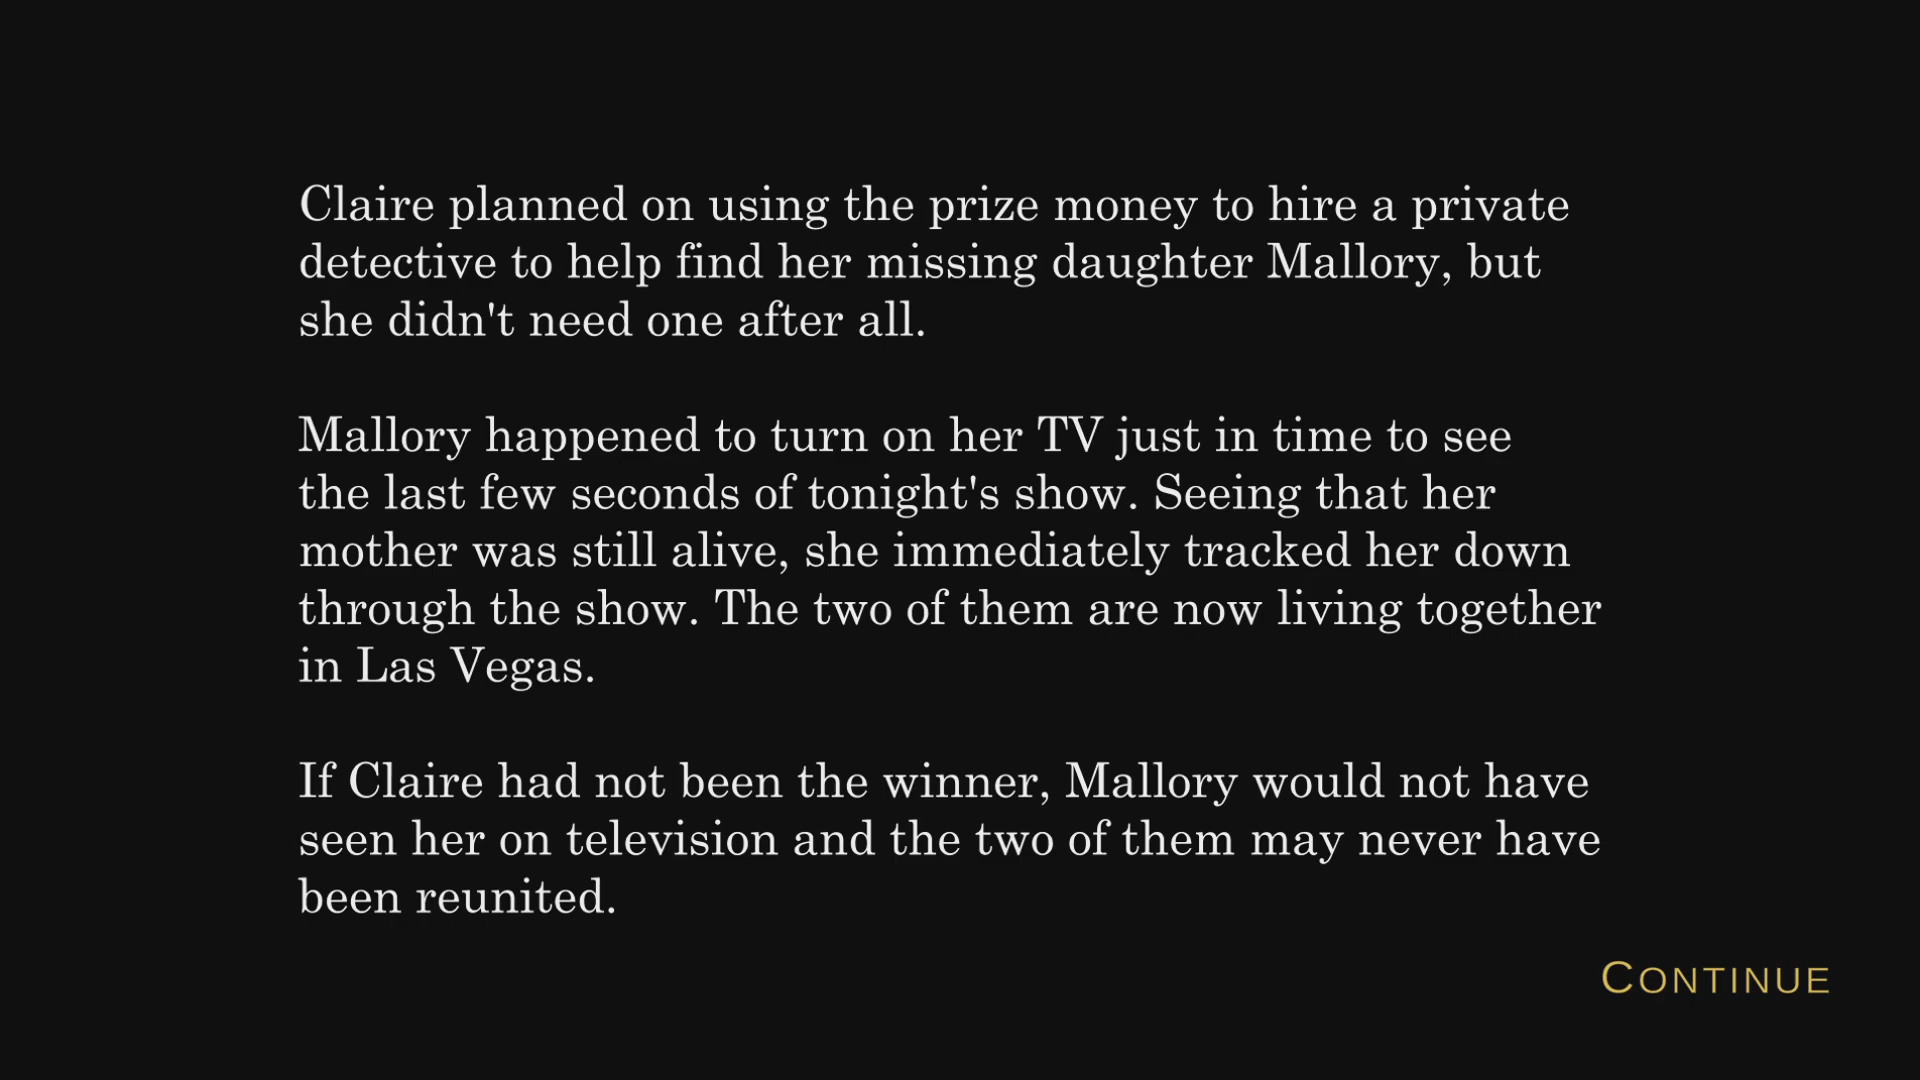 Claire planned on using the prize money to hire a private
detective to help find her missing daughter Mallory, but
she didn't need one after all.
Mallory happened to turn on her TV just in time to see
the last few seconds of tonight's show. Seeing that her
mother was still alive, she immediately tracked her down
through the show. The two of them are now living together
in Las Vegas.
If Claire had not been the winner, Mallory would not have
seen her on television and the two of them may never have
been reunited.
CONTINUE